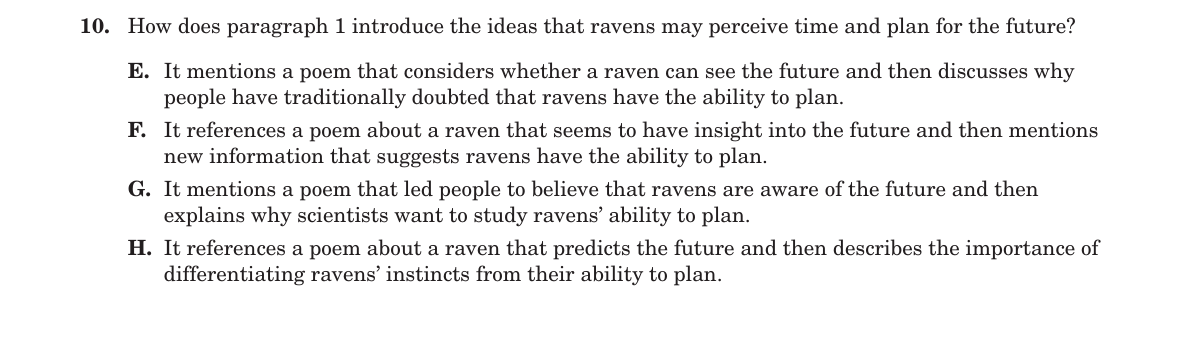 10. How does paragraph 1 introduce the ideas that ravens may perceive time and plan for the future?
E. It mentions a poem that considers whether a raven can see the future and then discusses why
people have traditionally doubted that ravens have the ability to plan.
F. It references a poem about a raven that seems to have insight into the future and then mentions
new information that suggests ravens have the ability to plan.
G. It mentions a poem that led people to believe that ravens are aware of the future and then
explains why scientists want to study ravens’ ability to plan.
H. It references a poem about a raven that predicts the future and then describes the importance of
differentiating ravens’ instincts from their ability to plan.